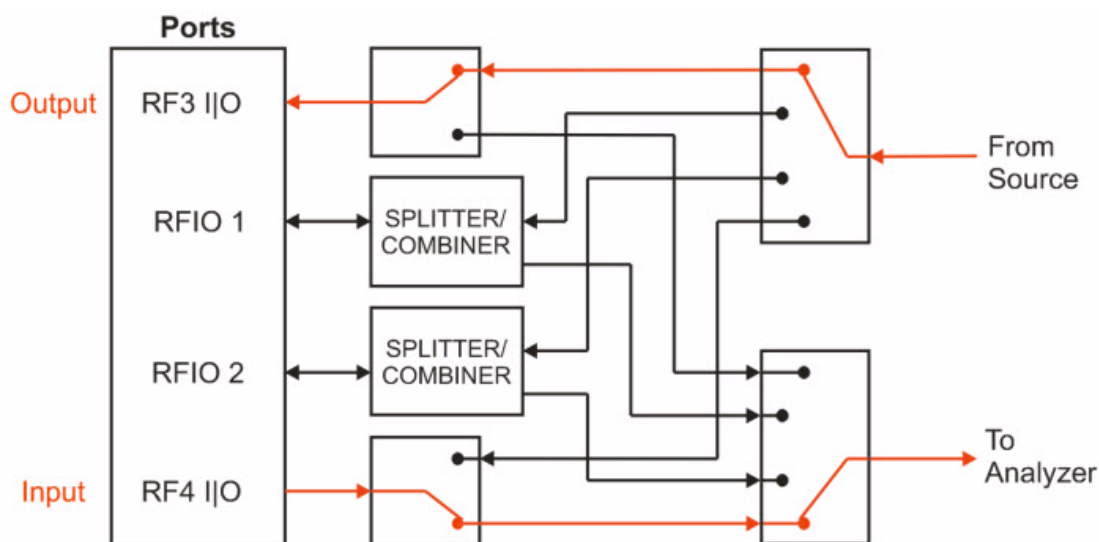 Ports
Output
RF3 I|O
From
Source
RFIO 1
SPLITTER/
COMBINER
RFIO 2
SPLITTER/
COMBINER
To
Analyzer
Input
RF4 I|O